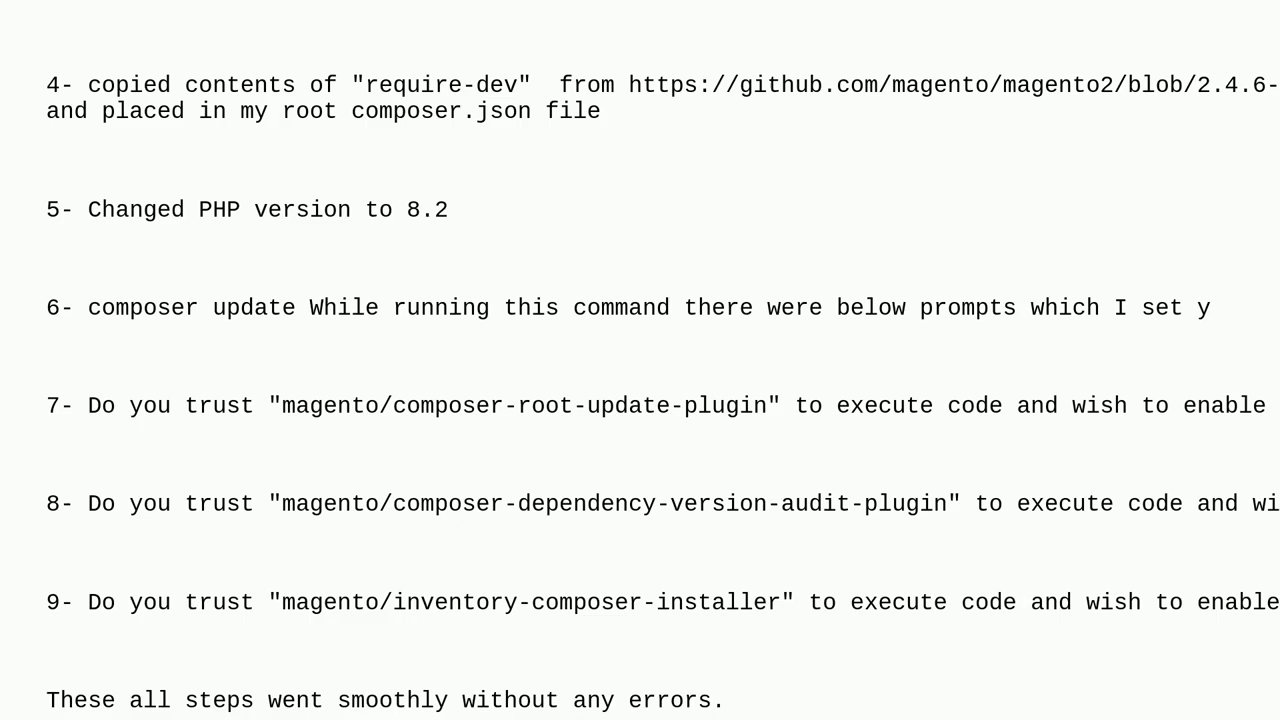 4- copied contents of "require-dev"  from https://github.com/magento/magento2/blob/2.4.6-
and placed in my root composer.json file
5- Changed PHP version to 8.2
6- composer update While running this command there were below prompts which I set y
7- Do you trust "magento/composer-root-update-plugin" to execute code and wish to enable
8- Do you trust "magento/composer-dependency-version-audit-plugin" to execute code and wi
9- Do you trust "magento/inventory-composer-installer" to execute code and wish to enable
These all steps went smoothly without any errors.